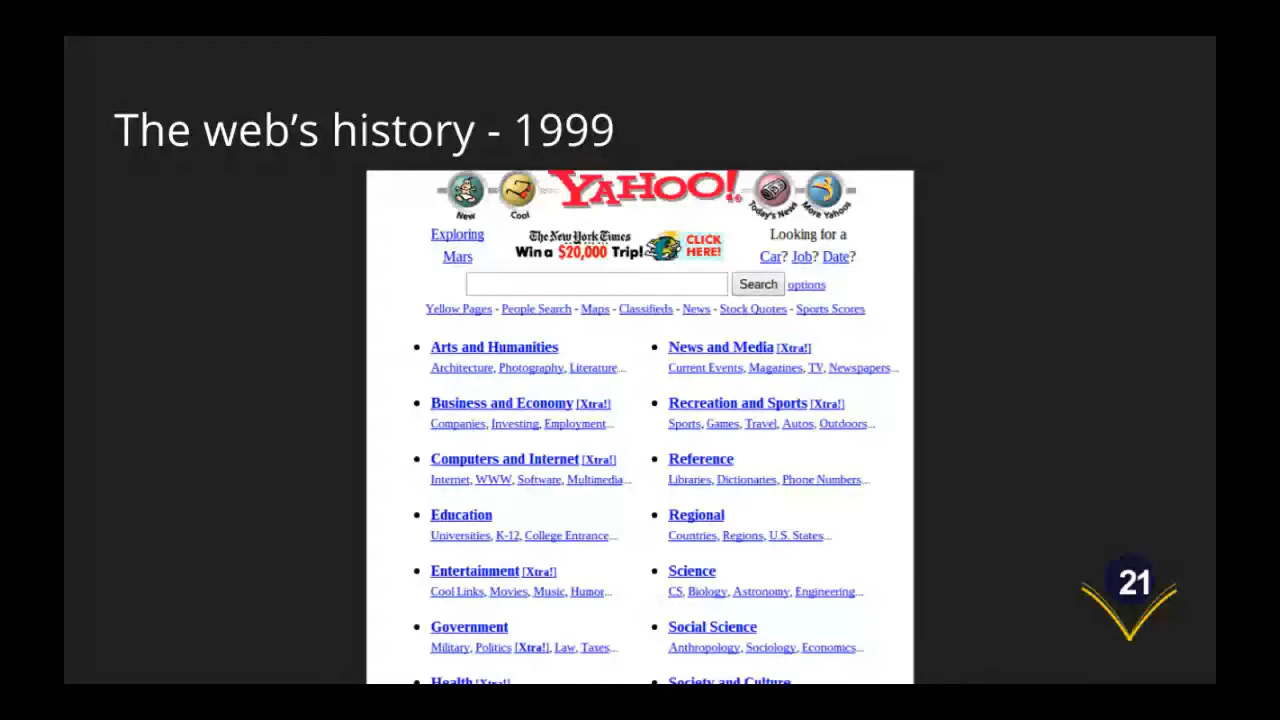 The web's history - 1999
YAHOO!
New
Cool
Today's News
More Yahoos
Exploring
Mars
The New York Times
Win a $20,000 Trip!
CLICK
HERE!
Looking for a
Car? Job? Date?
Search options
Yellow Pages - People Search - Maps - Classifieds - News - Stock Quotes - Sports Scores
Arts and Humanities
Architecture, Photography, Literature...
News and Media [Xtra!]
Current Events, Magazines, TV, Newspapers...
Business and Economy [Xtra!]
Companies, Investing, Employment...
Recreation and Sports [Xtra!]
Sports, Games, Travel, Autos, Outdoors...
Computers and Internet [Xtra!]
Internet, WWW, Software, Multimedia...
Reference
Libraries, Dictionaries, Phone Numbers...
Education
Universities, K-12, College Entrance...
Regional
Countries, Regions, U.S. States...
Entertainment [Xtra!]
Cool Links, Movies, Music, Humor...
Science
CS, Biology, Astronomy, Engineering...
Government
Military, Politics [Xtra!], Law, Taxes...
Social Science
Anthropology, Sociology, Economics...
Health [Xtra!]
Society and Culture
21